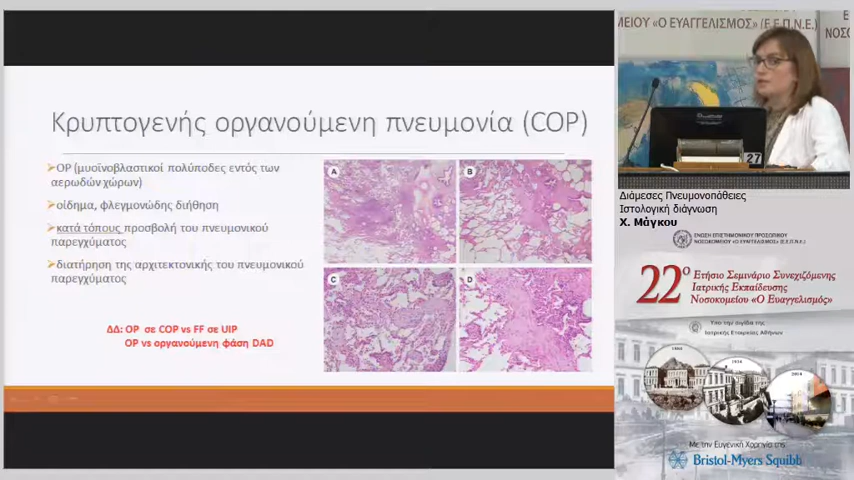 Κρυπτογενής οργανούμενη πνευμονία (COP)
➢OP (μυοϊνοβλαστικοί πολύποδες εντός των
αερωδών χώρων)
➢οίδημα, φλεγμονώδης διήθηση
➢κατά τόπους προσβολή του πνευμονικού
παρεγχύματος
➢διατήρηση της αρχιτεκτονικής του πνευμονικού
παρεγχύματος
ΔΔ: OP σε COP vs FF σε UIP
OP vs οργανούμενη φάση DAD
A
B
C
D
ΜΕΙΟΥ «Ο ΕΥΑΓΓΕΛΙΣΜΟΣ» (Ε.Ε.Π.Ν.Ε.)
27
Διάμεσες Πνευμονοπάθειες
Ιστολογική διάγνωση
Χ. Μάγκου
ΕΝΩΣΗ ΕΠΙΣΤΗΜΟΝΙΚΟΥ ΠΡΟΣΩΠΙΚΟΥ
ΝΟΣΟΚΟΜΕΙΟΥ «Ο ΕΥΑΓΓΕΛΙΣΜΟΣ» (Ε.Ε.Π.Ν.Ε.)
22ο Ετήσιο Σεμινάριο Συνεχιζόμενης
Ιατρικής Εκπαίδευσης
Νοσοκομείου «Ο Ευαγγελισμός»
Υπό την αιγίδα της
Ιατρικής Εταιρείας Αθηνών
1884
1934
2014
Με την Ευγενική Χορηγία της:
Bristol-Myers Squibb